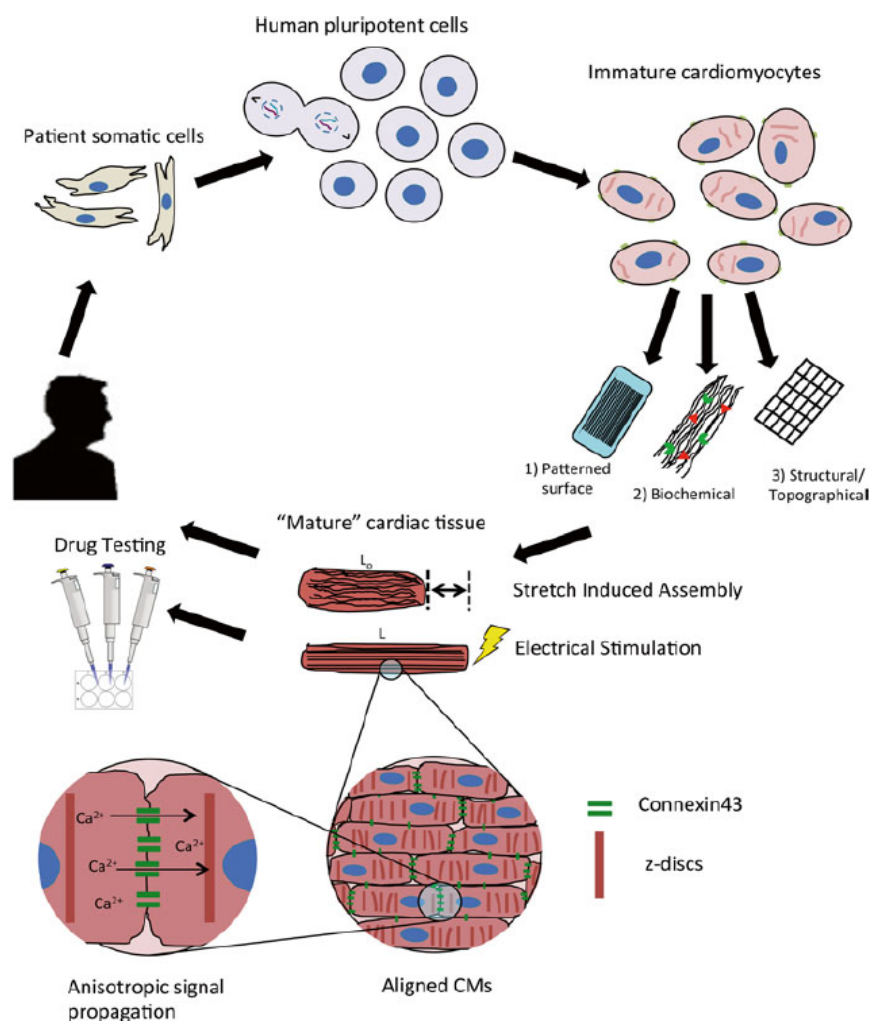 Human pluripotent cells
Immature cardiomyocytes
Patient somatic cells
1) Patterned
surface
2) Biochemical
3) Structural/
Topographical
"Mature" cardiac tissue
Drug Testing
L₀
Stretch Induced Assembly
L
Electrical Stimulation
Ca²⁺
Ca²⁺
Ca²⁺
Ca²⁺
Connexin43
z-discs
Anisotropic signal
propagation
Aligned CMs